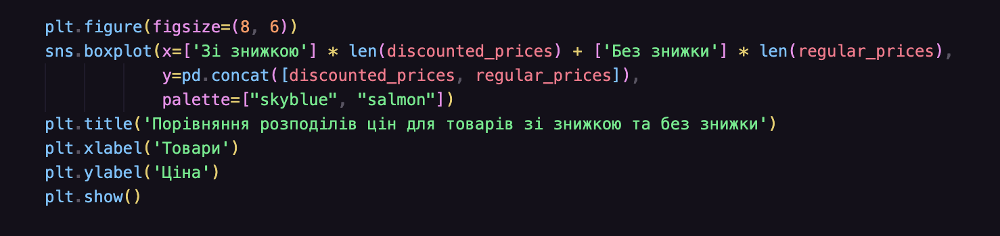 plt.figure(figsize=(8, 6))
sns.boxplot(x=['Зі знижкою'] * len(discounted_prices) + ['Без знижки'] * len(regular_prices),
            y=pd.concat([discounted_prices, regular_prices]),
            palette=["skyblue", "salmon"])
plt.title('Порівняння розподілів цін для товарів зі знижкою та без знижки')
plt.xlabel('Товари')
plt.ylabel('Ціна')
plt.show()